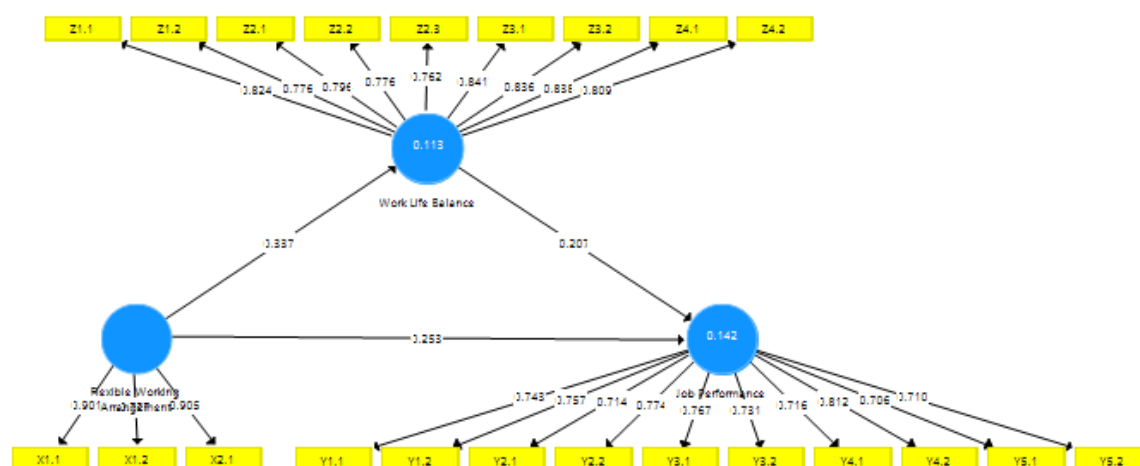 Z1.1 Z1.2 Z2.1 Z2.2 Z2.3 Z3.1 Z3.2 Z4.1 Z4.2
0.824 0.776 0.796 0.776 0.762 0.841 0.836 0.838 0.809
0.113
Work Life Balance
0.337 0.207
0.142
0.253
Flexible Working
Arrangement
0.901 0.905
Job Performance
0.743 0.757 0.714 0.774 0.767 0.731 0.716 0.812 0.706 0.710
X1.1 X1.2 X2.1
Y1.1 Y1.2 Y2.1 Y2.2 Y3.1 Y3.2 Y4.1 Y4.2 Y5.1 Y5.2